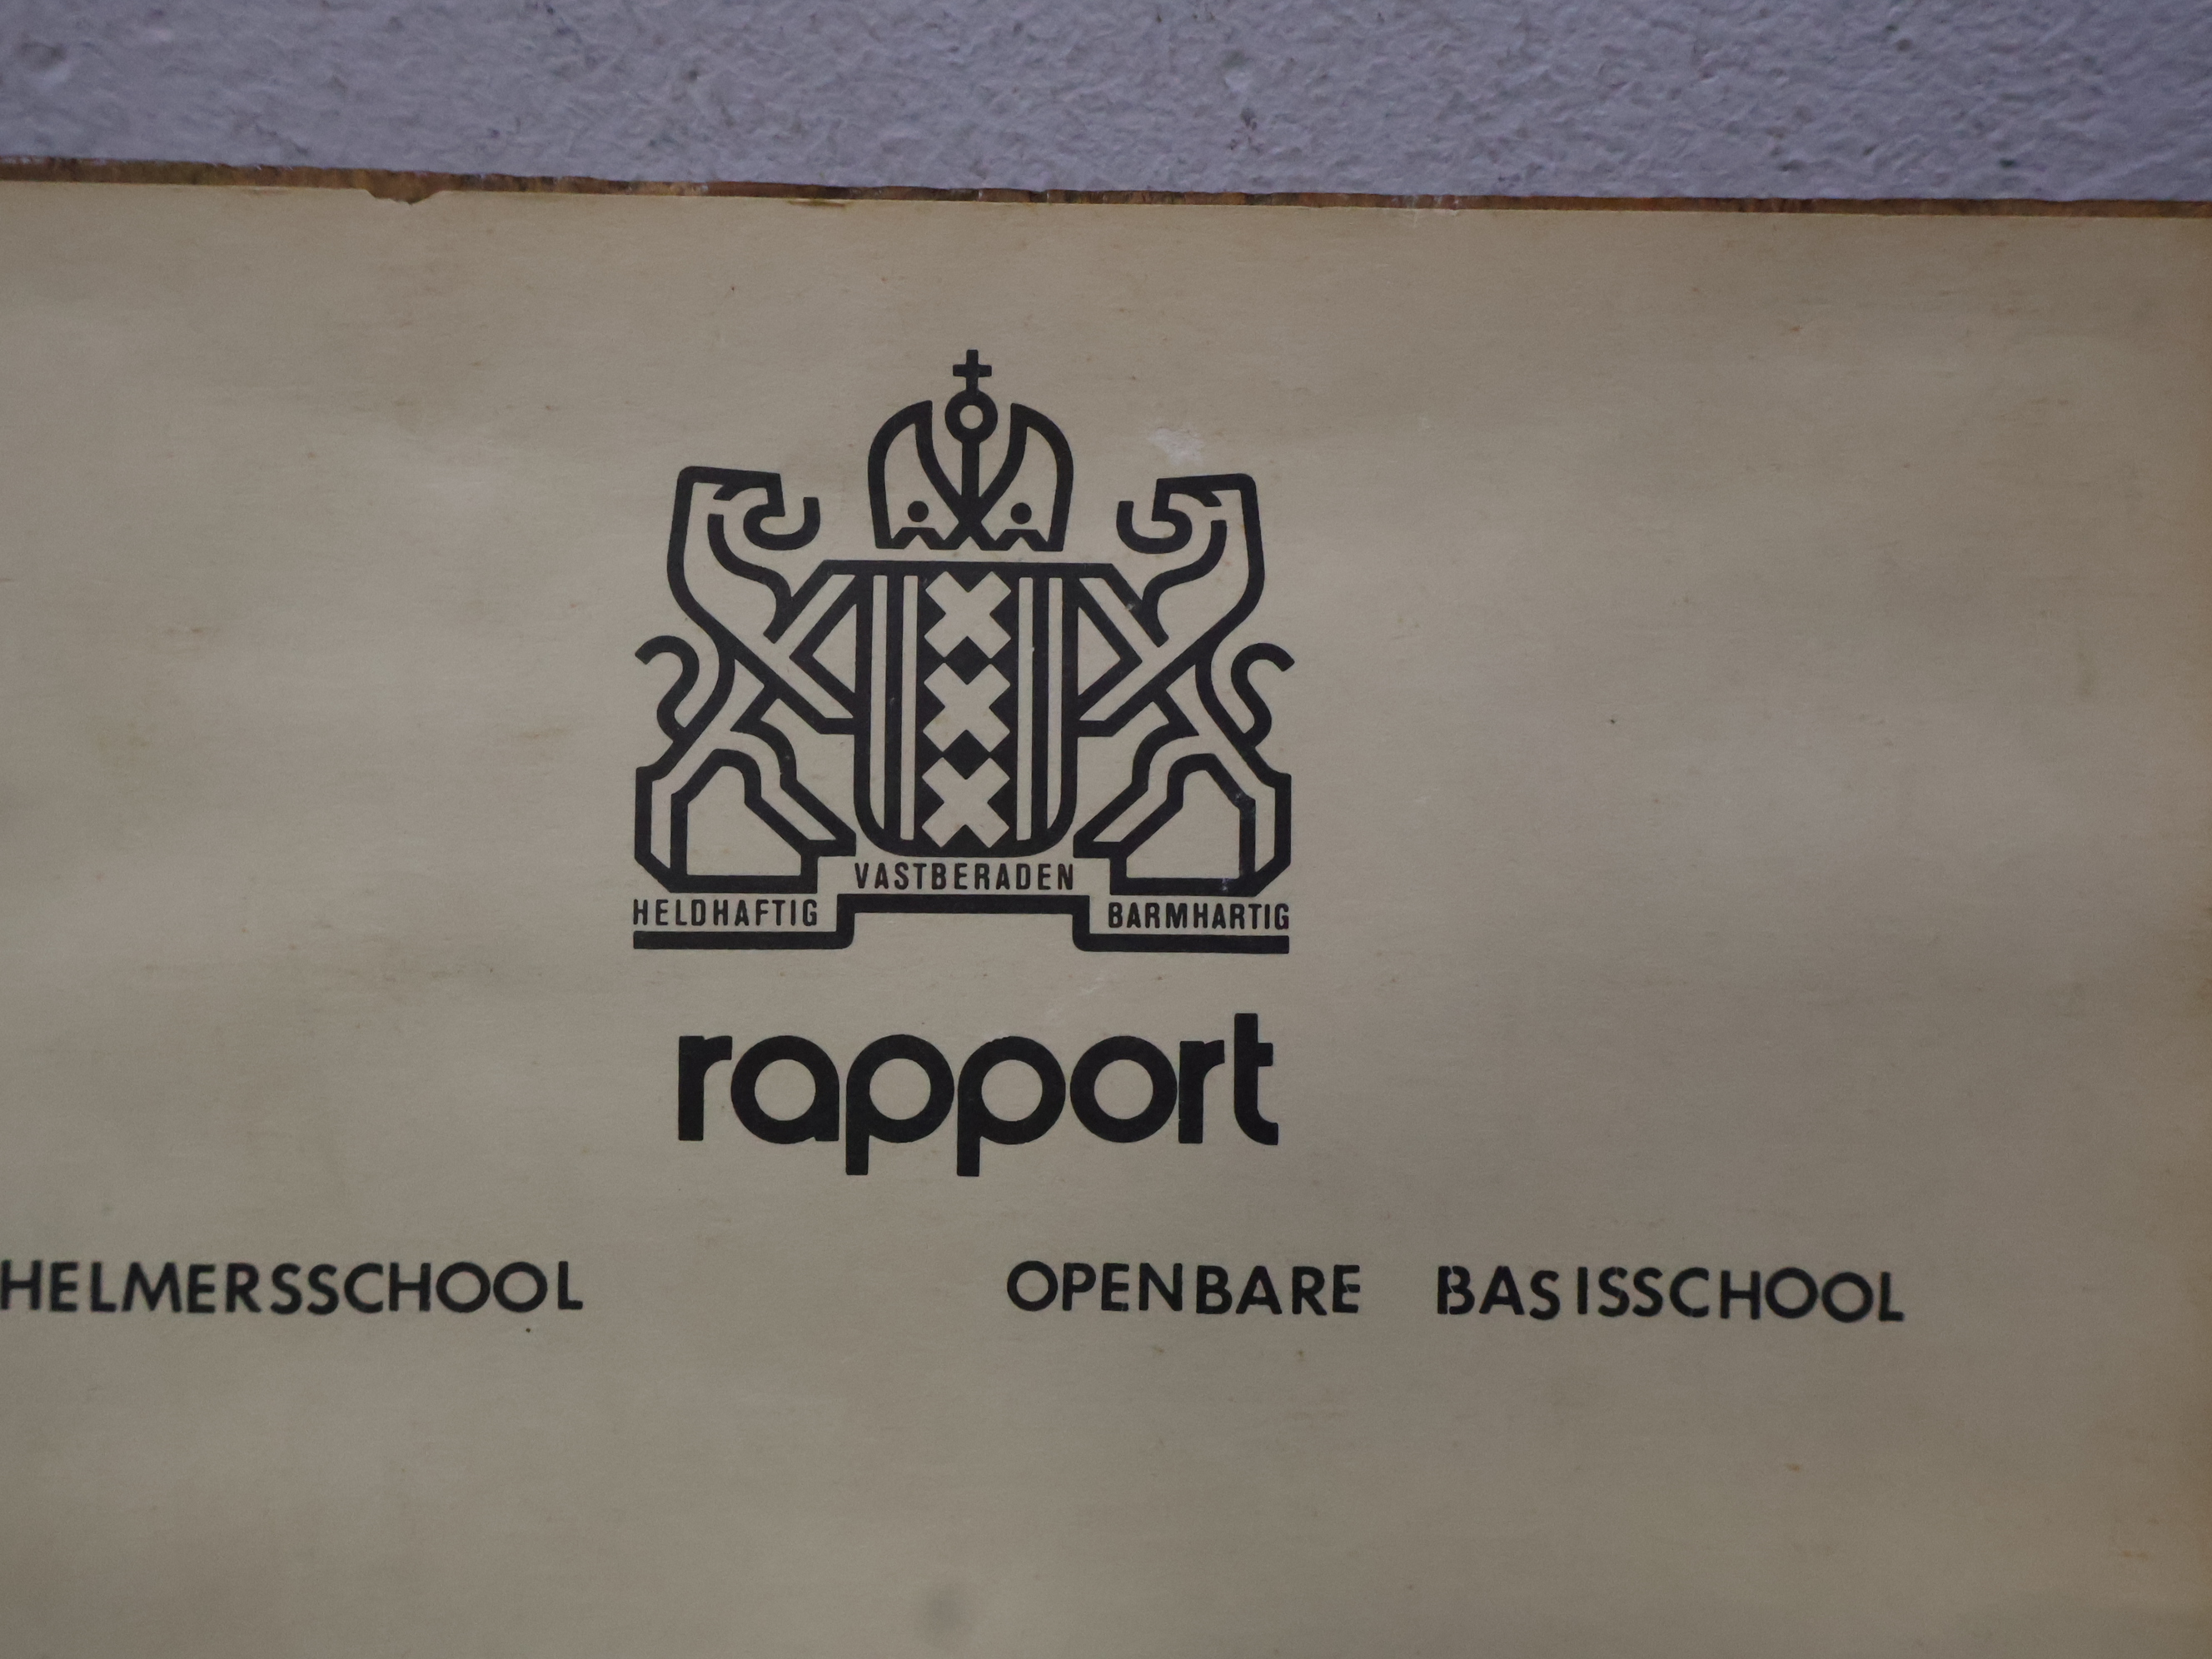 VASTBERADEN
HELDHAFTIG BARMHARTIG
rapport
HELMERSSCHOOL OPENBARE BASISSCHOOL